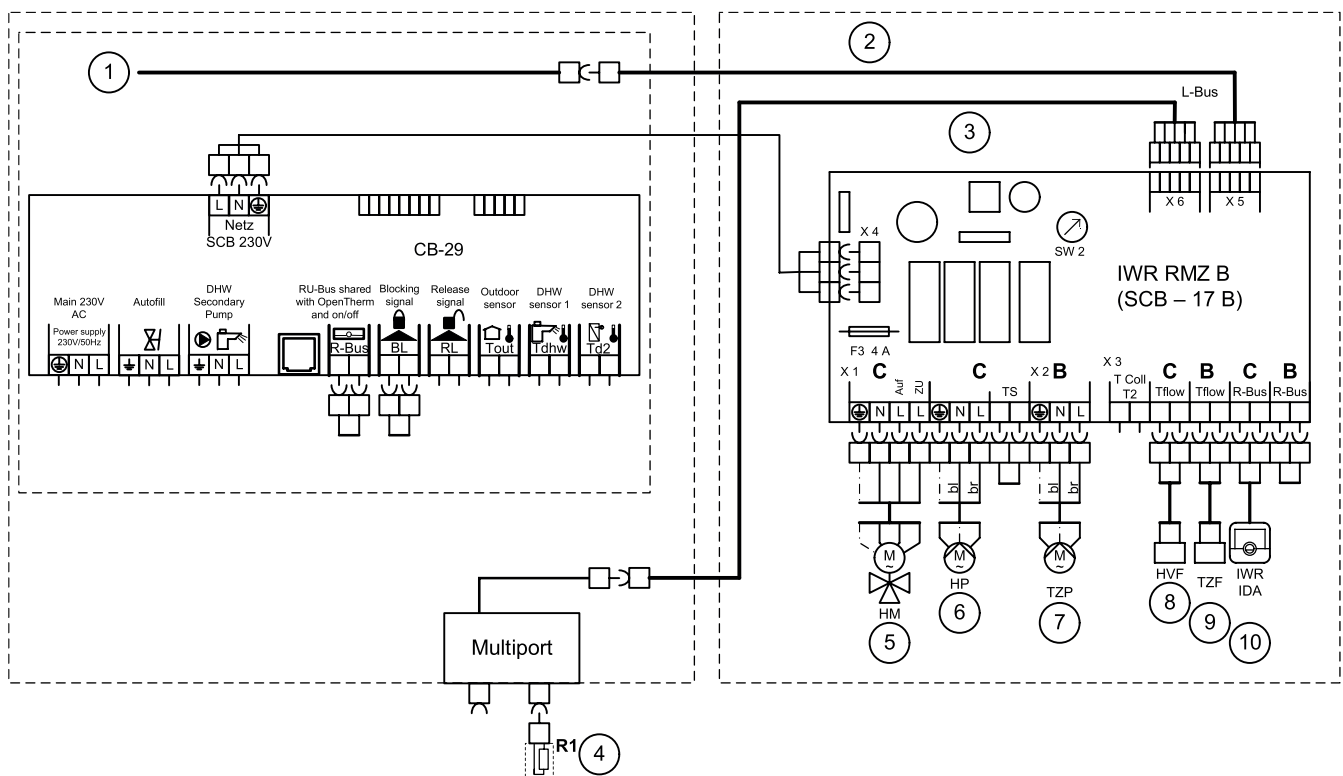 1
2
L-Bus
3
L N
Netz
SCB 230V
X 6
X 5
X 4
SW 2
CB-29
IWR RMZ B
(SCB – 17 B)
Main 230V
AC
Power supply
230V/50Hz
N L
Autofill
N L
DHW
Secondary
Pump
N L
RU-Bus shared
with OpenTherm
and on/off
R-Bus
Blocking
signal
BL
Release
signal
RL
Outdoor
sensor
Tout
DHW
sensor 1
Tdhw
DHW
sensor 2
Td2
F3 4 A
X 1
C
Auf
ZU
N L L
C
N L
TS
X 2
B
N L
X 3
T Coll
T2
C
Tflow
B
Tflow
C
R-Bus
B
R-Bus
bl
br
bl
br
M
~
HM
5
M
~
HP
6
M
~
TZP
7
HVF
8
TZF
9
IWR
IDA
10
Multiport
R1
4